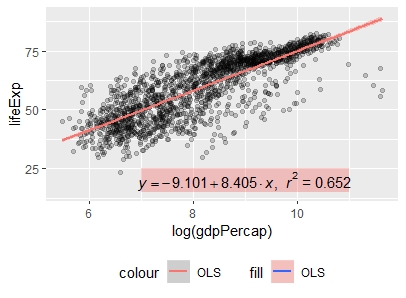 lifeExp
75
50
25
y = −9.101 + 8.405 · x, r² = 0.652
6 8 10
log(gdpPercap)
colour OLS fill OLS